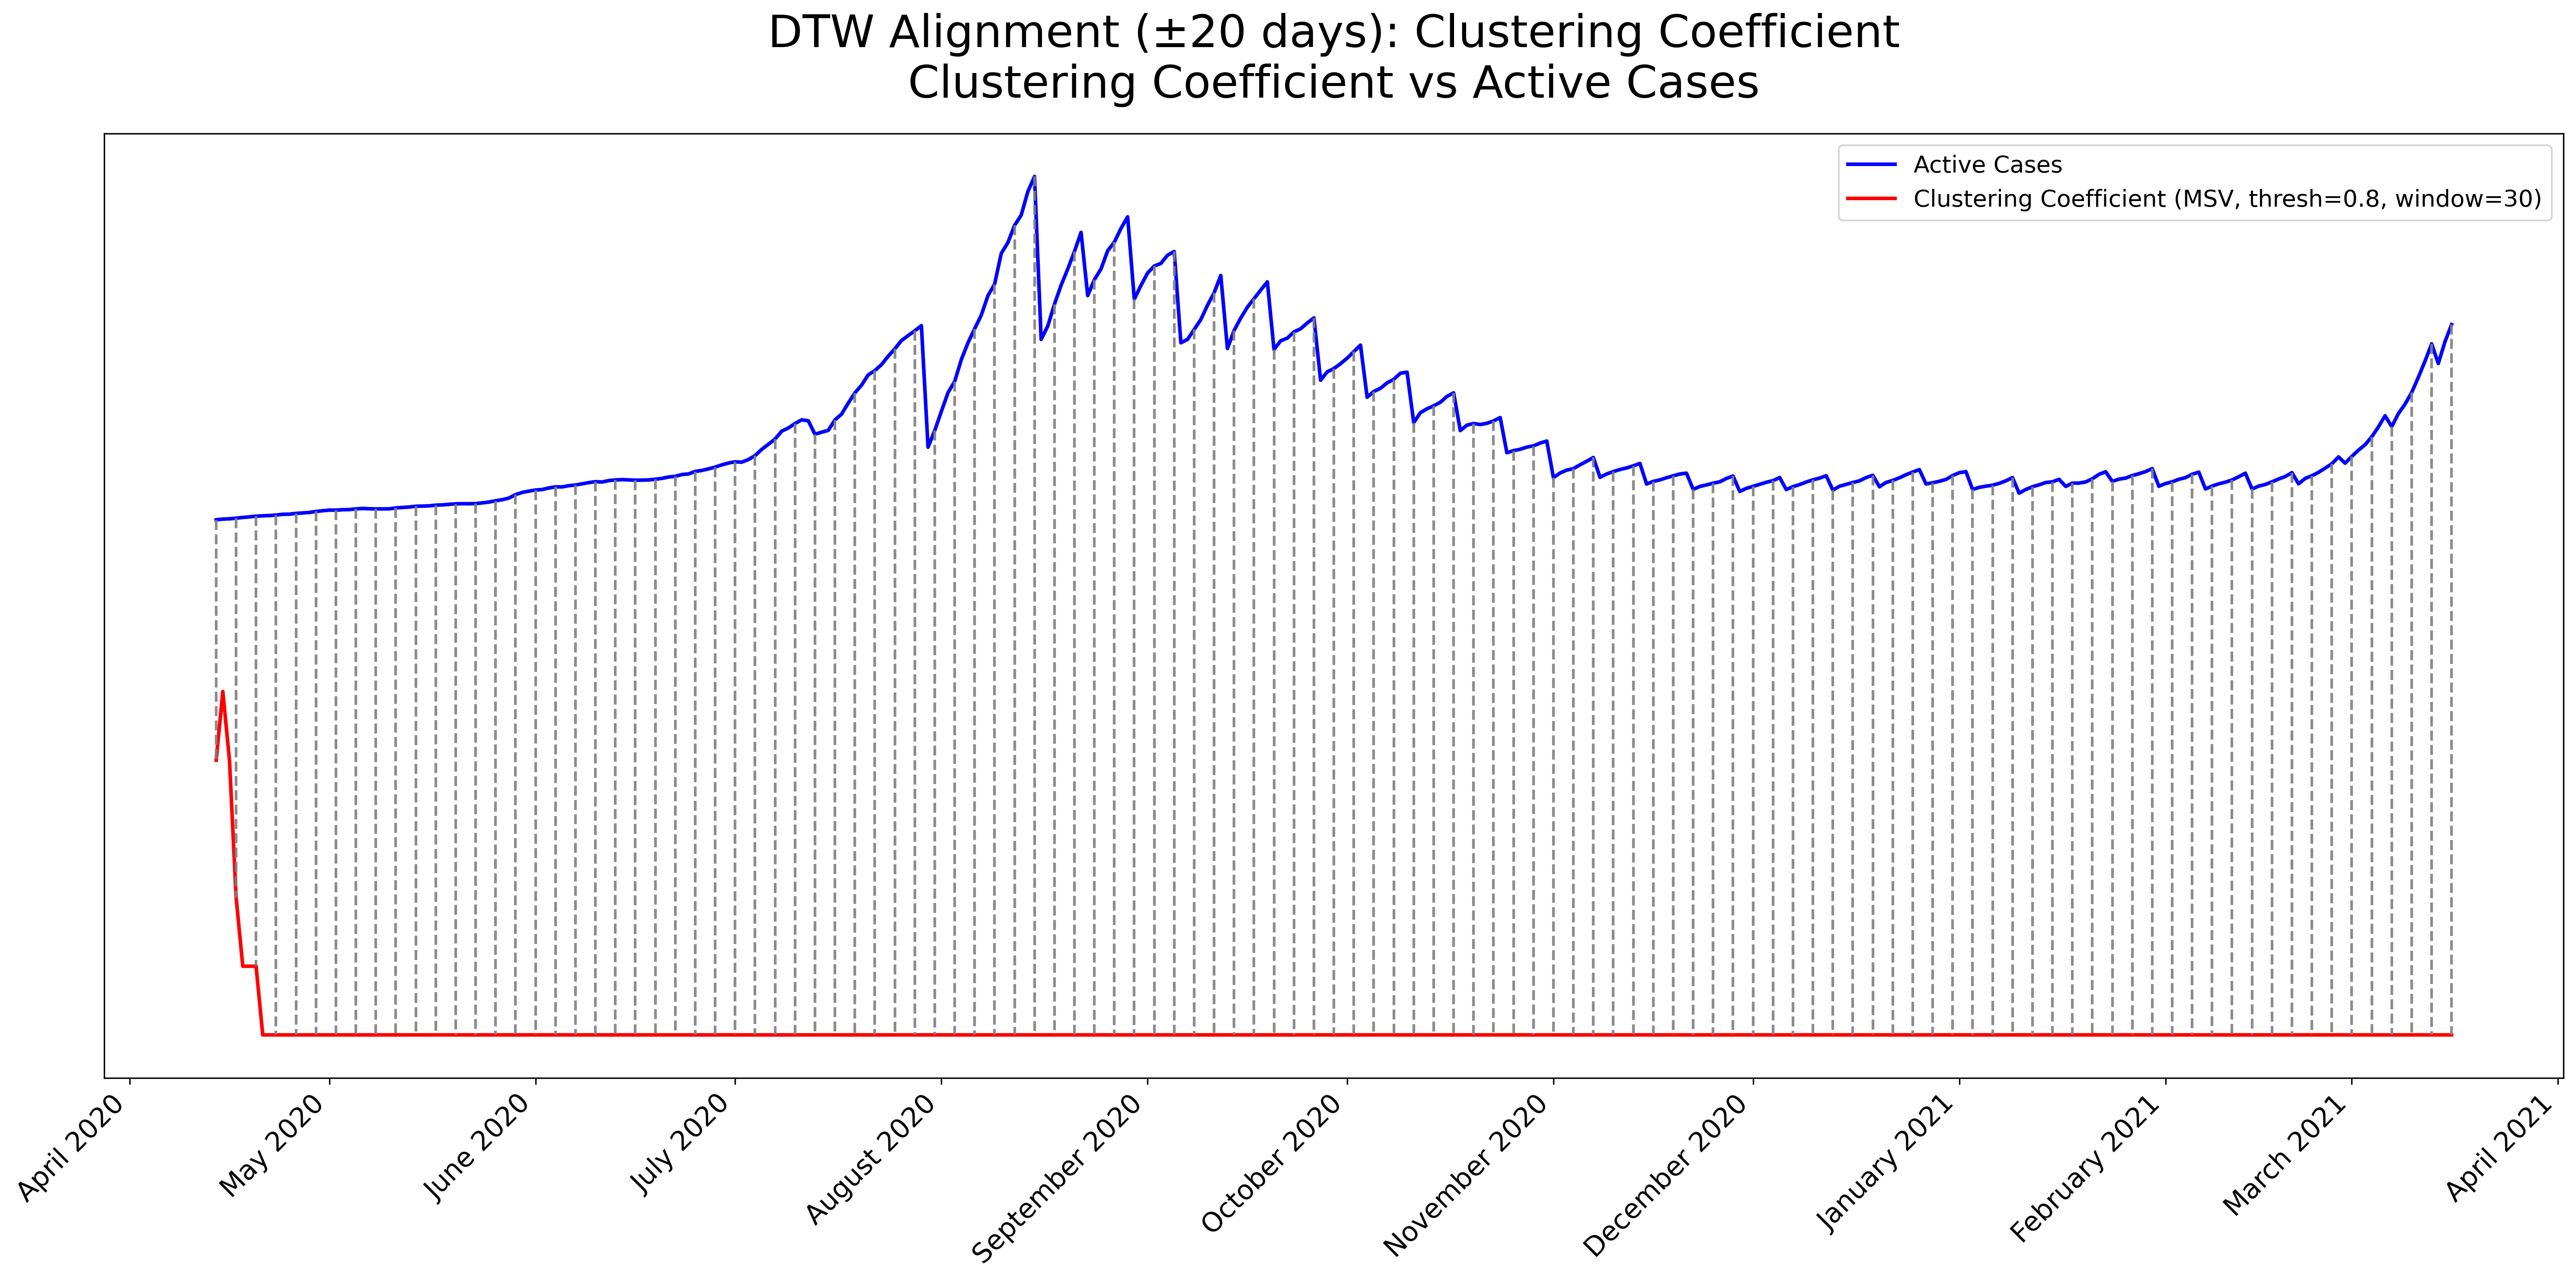 DTW Alignment (±20 days): Clustering Coefficient
Clustering Coefficient vs Active Cases
Active Cases
Clustering Coefficient (MSV, thresh=0.8, window=30)
April 2020
May 2020
June 2020
July 2020
August 2020
September 2020
October 2020
November 2020
December 2020
January 2021
February 2021
March 2021
April 2021